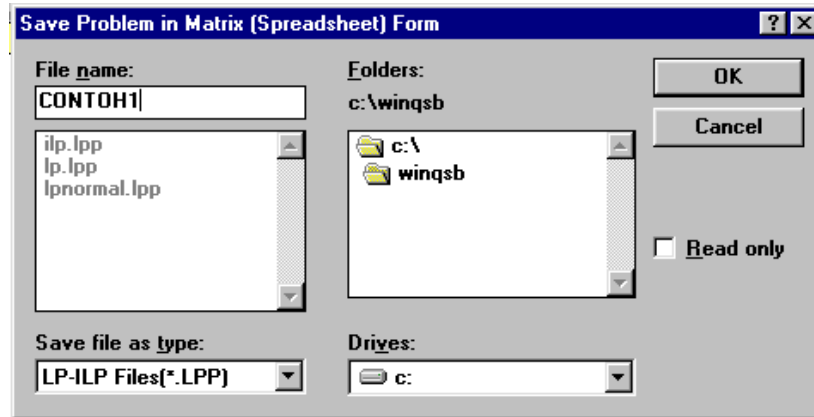 Save Problem in Matrix (Spreadsheet) Form
File name:
CONTOH1
ilp.lpp
lp.lpp
lpnormal.lpp
Save file as type:
LP-ILP Files(*.LPP)
Folders:
c:\winqsb
c:\
winqsb
Drives:
c:
OK
Cancel
Read only